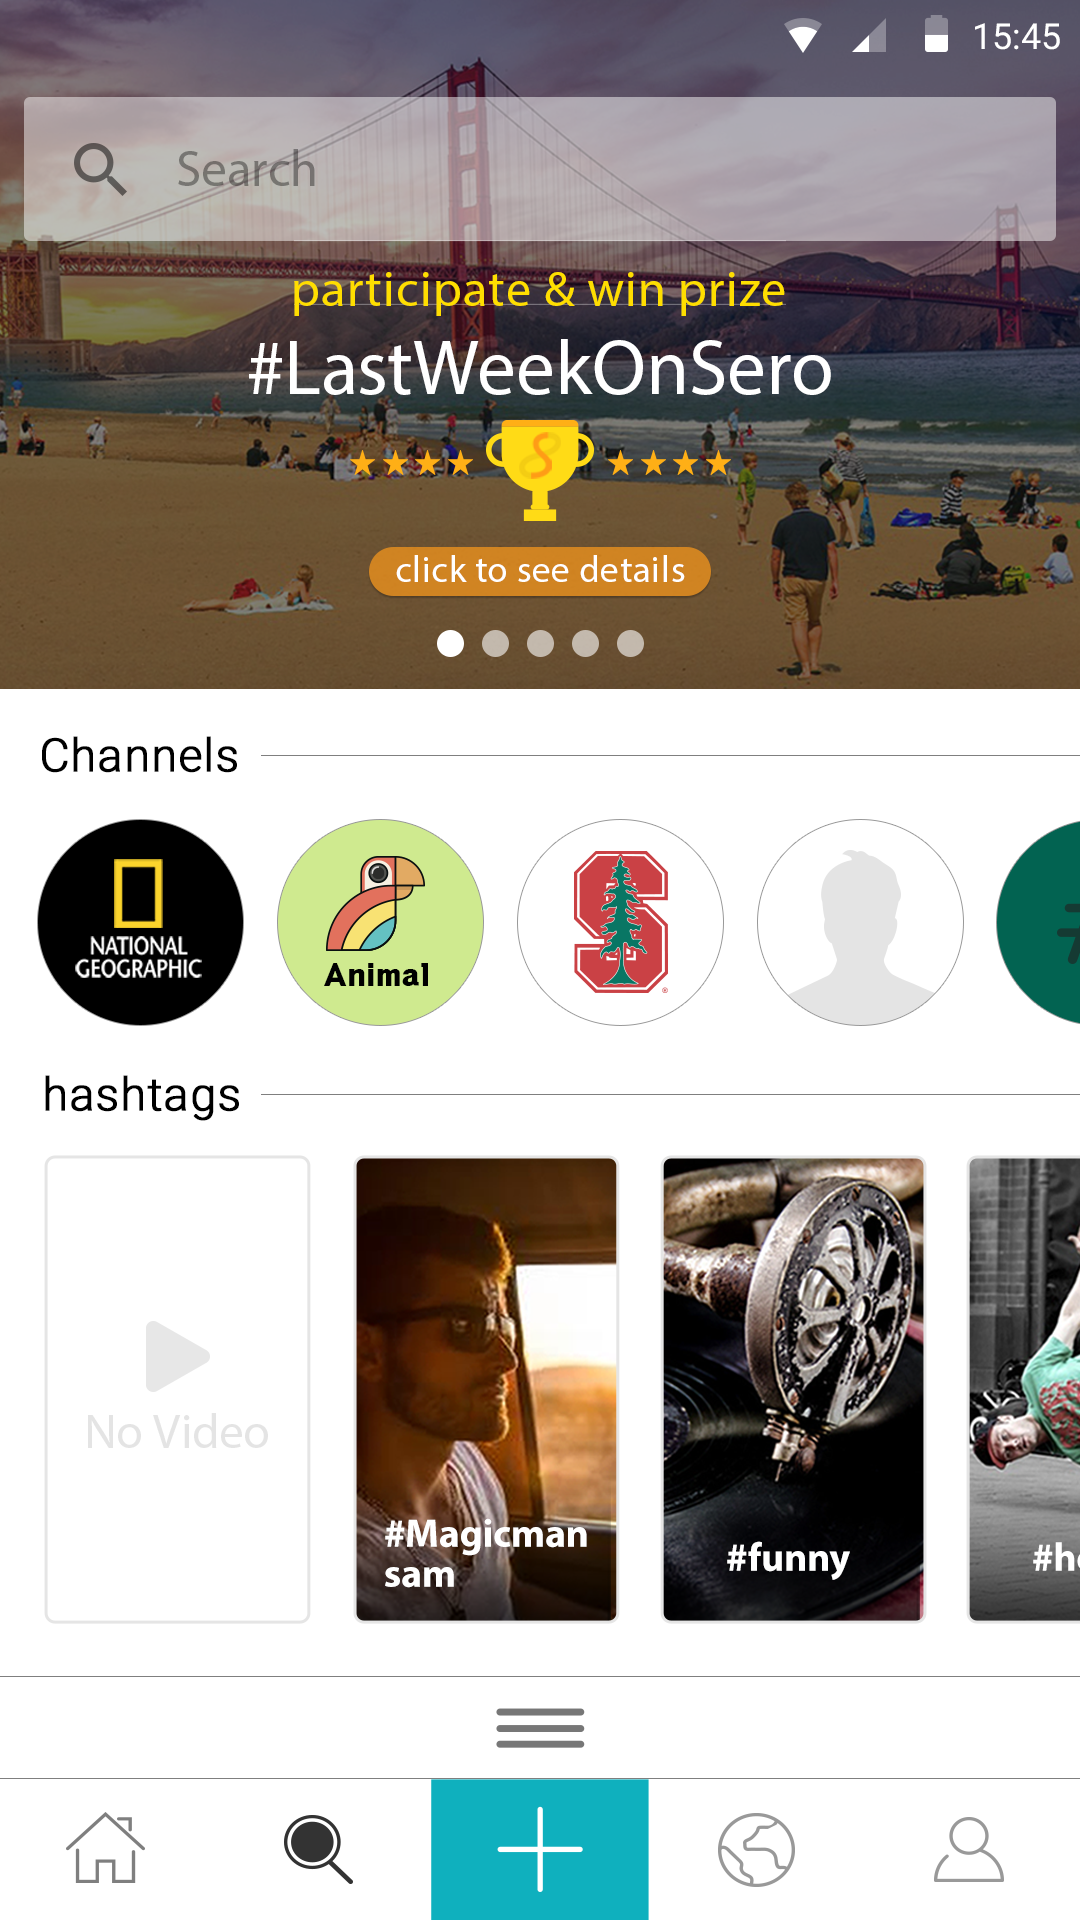 15:45
Search
participate & win prize
#LastWeekOnSero
click to see details
Channels
NATIONAL
GEOGRAPHIC
Animal
S
®
hashtags
No Video
#Magicman
sam
#funny
#he